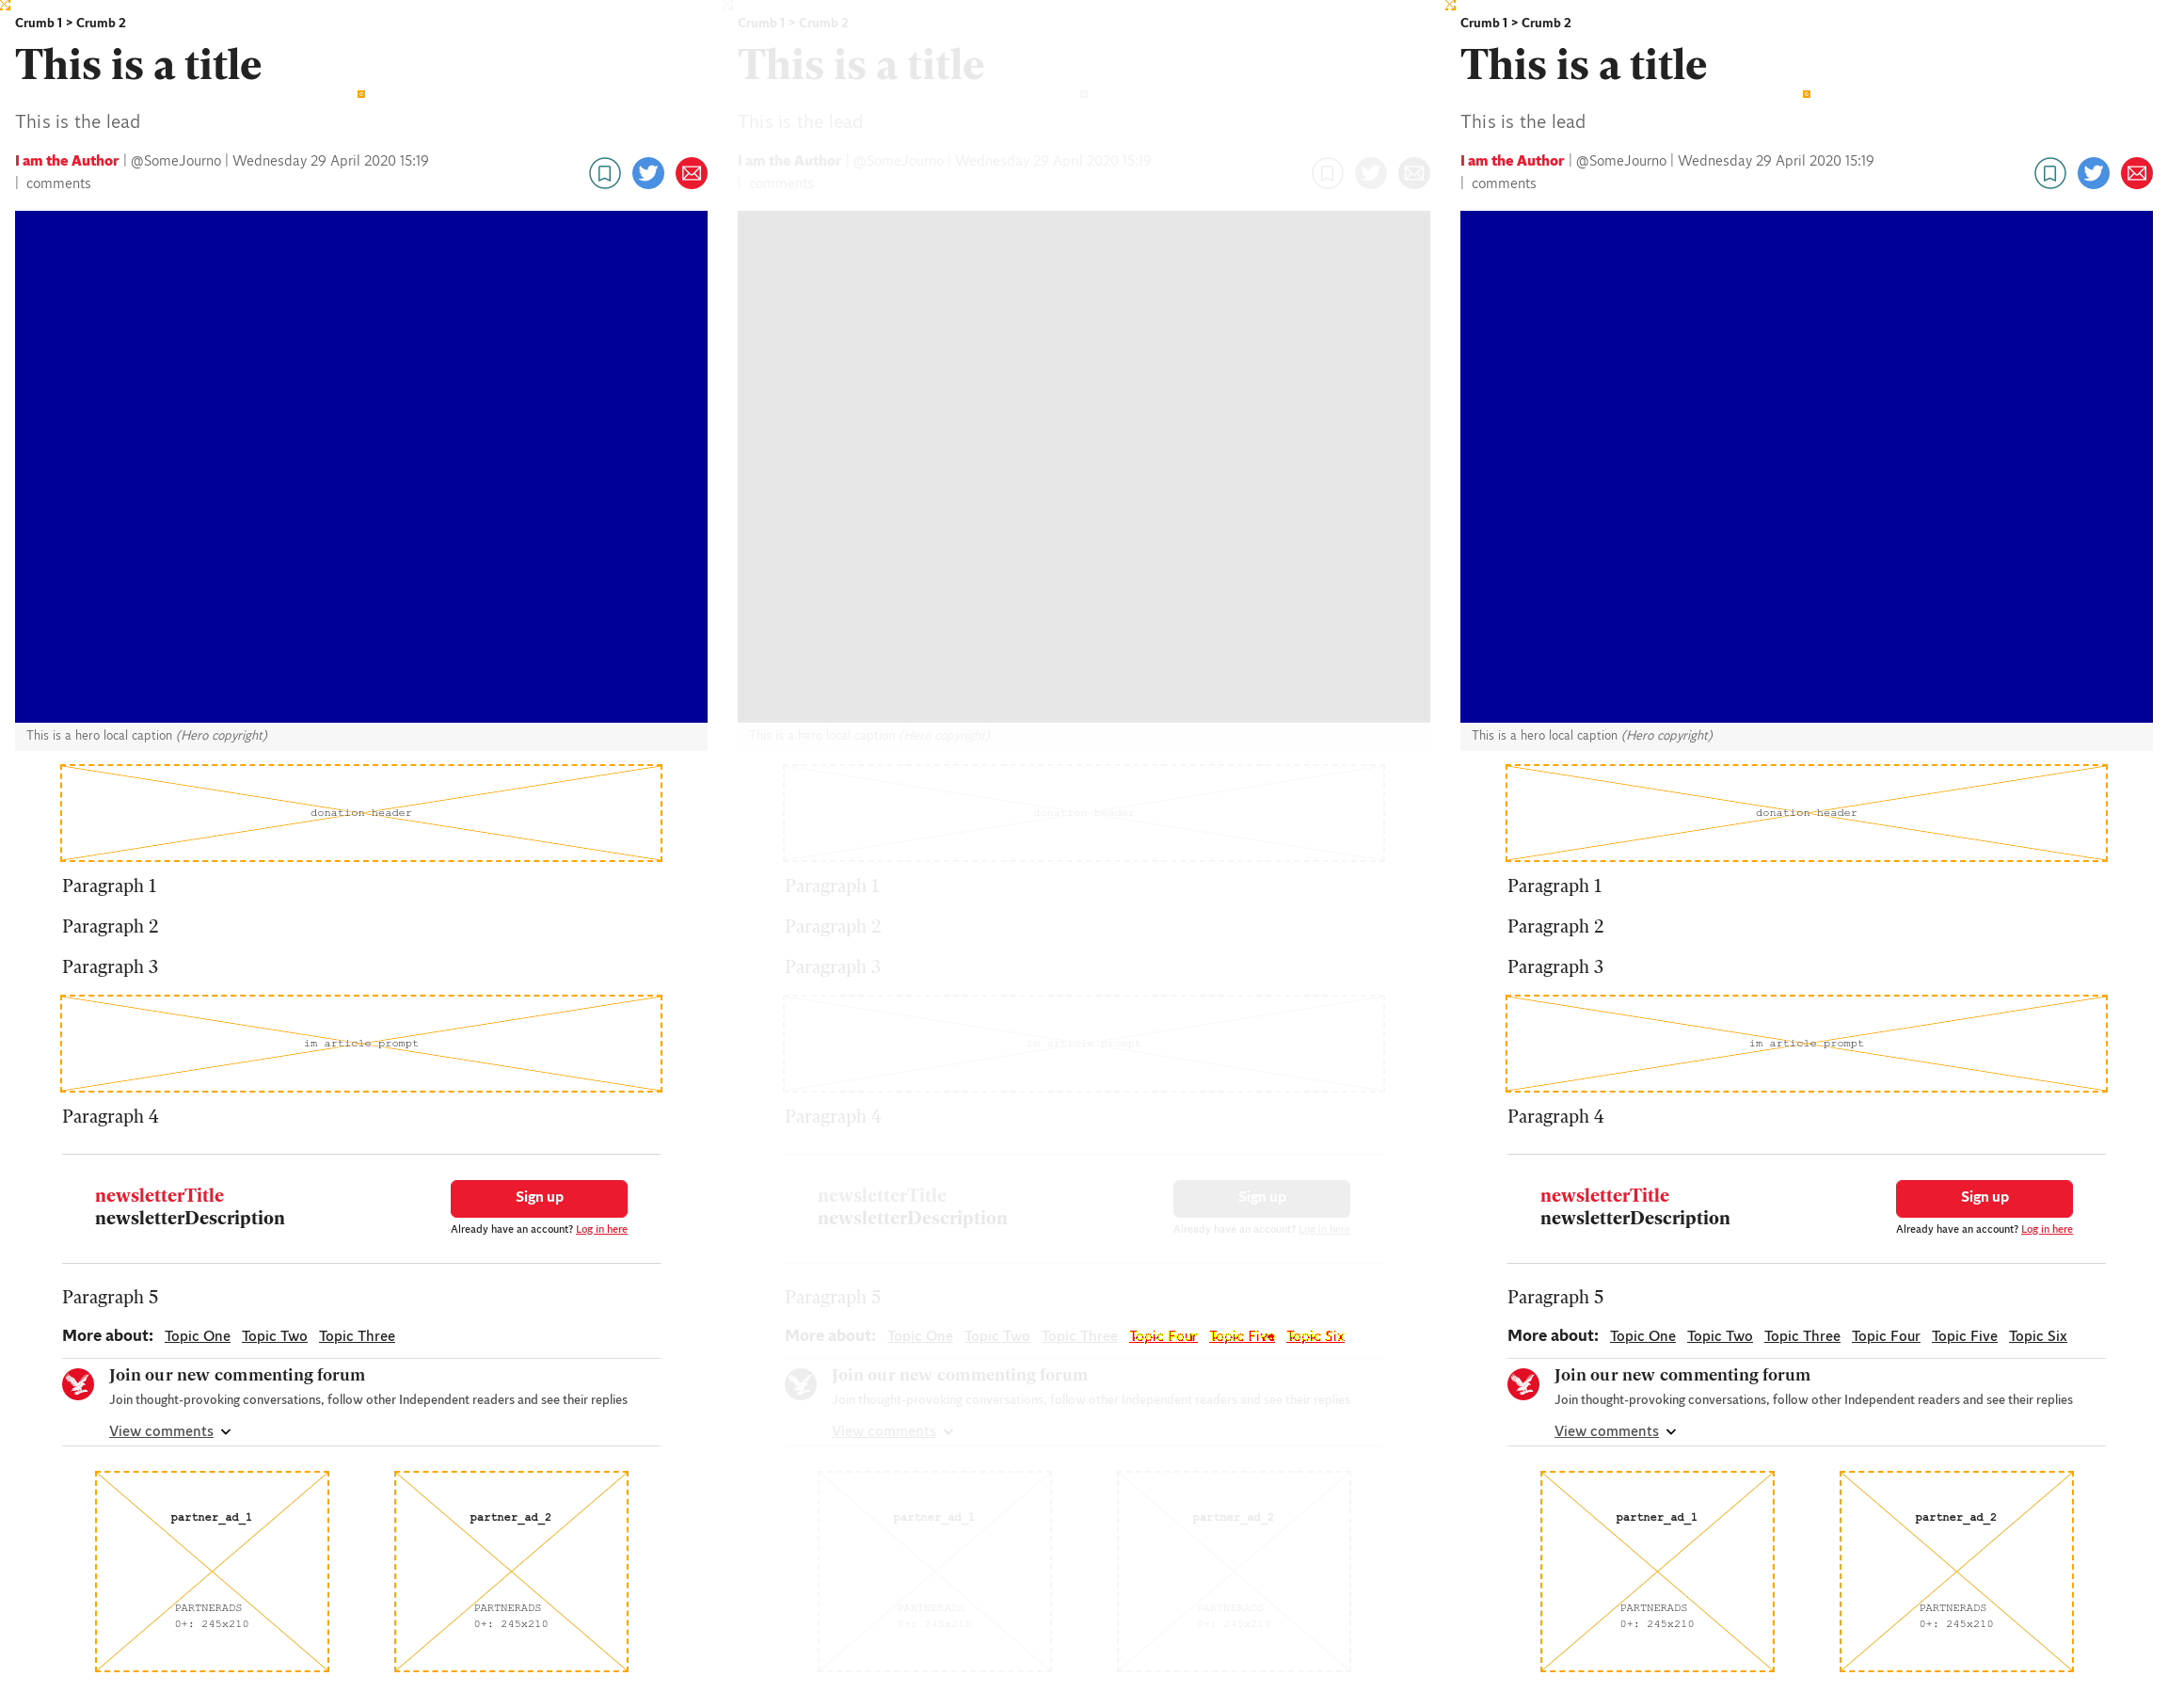 Crumb 1 > Crumb 2
This is a title
This is the lead
I am the Author | @SomeJourno | Wednesday 29 April 2020 15:19
| comments
This is a hero local caption (Hero copyright)
donation-header
Paragraph 1
Paragraph 2
Paragraph 3
im article prompt
Paragraph 4
newsletterTitle
newsletterDescription
Sign up
Already have an account? Log in here
Paragraph 5
More about: Topic One Topic Two Topic Three
Join our new commenting forum
Join thought-provoking conversations, follow other Independent readers and see their replies
View comments
partner_ad_1
PARTNERADS
0+: 245x210
partner_ad_2
PARTNERADS
0+: 245x210
Crumb 1 > Crumb 2
This is a title
This is the lead
I am the Author | @SomeJourno | Wednesday 29 April 2020 15:19
| comments
This is a hero local caption (Hero copyright)
donation-header
Paragraph 1
Paragraph 2
Paragraph 3
im article prompt
Paragraph 4
newsletterTitle
newsletterDescription
Sign up
Already have an account? Log in here
Paragraph 5
More about: Topic One Topic Two Topic Three Topic Four Topic Five Topic Six
Join our new commenting forum
Join thought-provoking conversations, follow other Independent readers and see their replies
View comments
partner_ad_1
PARTNERADS
0+: 245x210
partner_ad_2
PARTNERADS
0+: 245x210
Crumb 1 > Crumb 2
This is a title
This is the lead
I am the Author | @SomeJourno | Wednesday 29 April 2020 15:19
| comments
This is a hero local caption (Hero copyright)
donation-header
Paragraph 1
Paragraph 2
Paragraph 3
im article prompt
Paragraph 4
newsletterTitle
newsletterDescription
Sign up
Already have an account? Log in here
Paragraph 5
More about: Topic One Topic Two Topic Three Topic Four Topic Five Topic Six
Join our new commenting forum
Join thought-provoking conversations, follow other Independent readers and see their replies
View comments
partner_ad_1
PARTNERADS
0+: 245x210
partner_ad_2
PARTNERADS
0+: 245x210